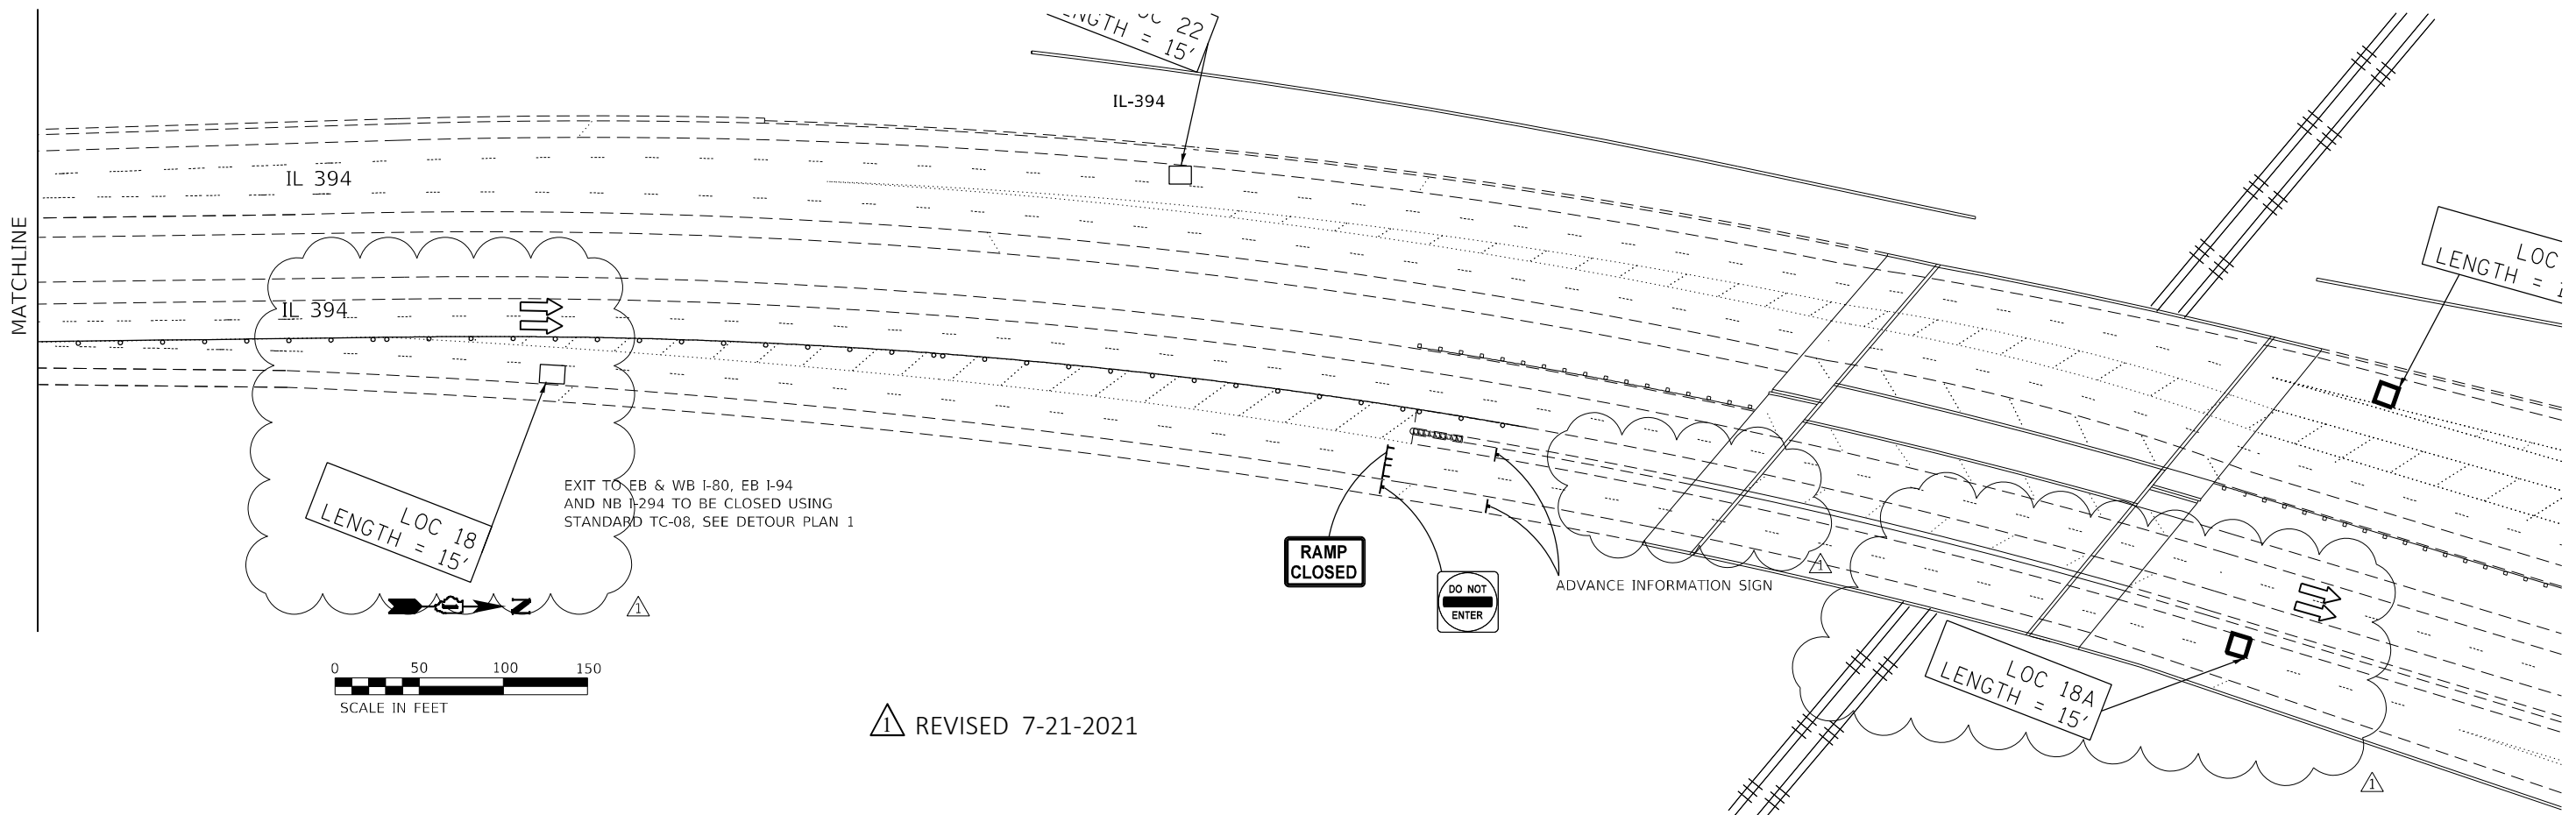 22
LENGTH = 15'
IL-394
IL 394
MATCHLINE
IL 394
LOC
LENGTH = 1
LOC 18
LENGTH = 15'
EXIT TO EB & WB I-80, EB I-94
AND NB I-294 TO BE CLOSED USING
STANDARD TC-08, SEE DETOUR PLAN 1
RAMP
CLOSED
DO NOT
ENTER
ADVANCE INFORMATION SIGN
1
LOC 18A
LENGTH = 15'
N
1
0 50 100 150
SCALE IN FEET
1 REVISED 7-21-2021
1